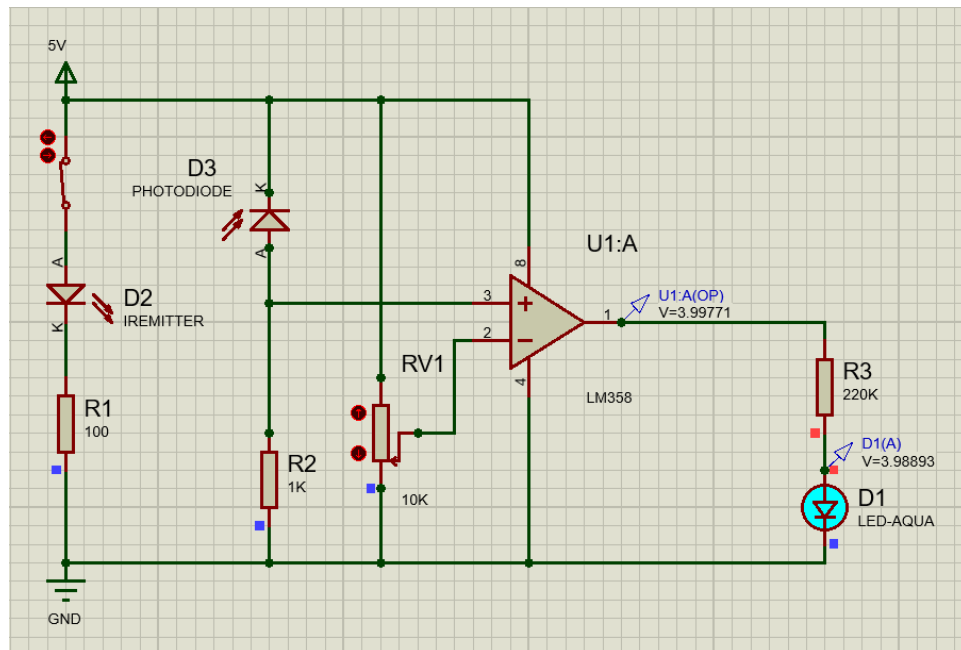 5V
D3
PHOTODIODE
K
A
A
D2
IREMITTER
K
R1
100
R2
1K
RV1
10K
U1:A
8
3
2
1
4
LM358
U1:A(OP)
V=3.99771
R3
220K
D1(A)
V=3.98893
D1
LED-AQUA
GND